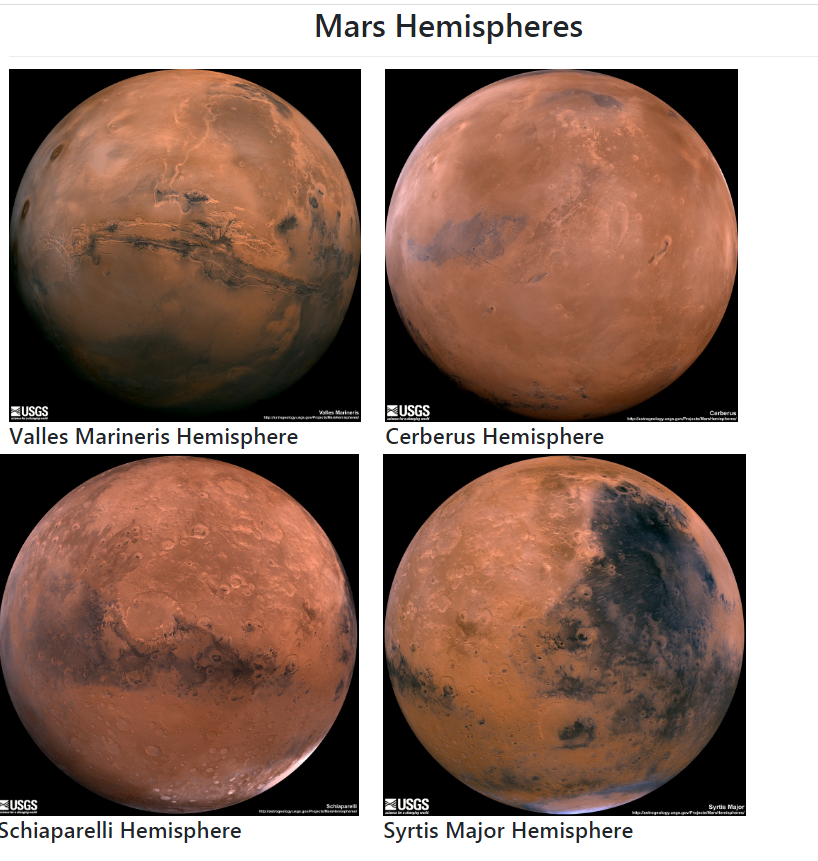 Mars Hemispheres
USGS
science for a changing world
Valles Marineris
http://astrogeology.usgs.gov/Projects/MarsHemispheres/
Valles Marineris Hemisphere
USGS
science for a changing world
Cerberus
http://astrogeology.usgs.gov/Projects/MarsHemispheres/
Cerberus Hemisphere
USGS
science for a changing world
Schiaparelli
http://astrogeology.usgs.gov/Projects/MarsHemispheres/
Schiaparelli Hemisphere
USGS
science for a changing world
Syrtis Major
http://astrogeology.usgs.gov/Projects/MarsHemispheres/
Syrtis Major Hemisphere